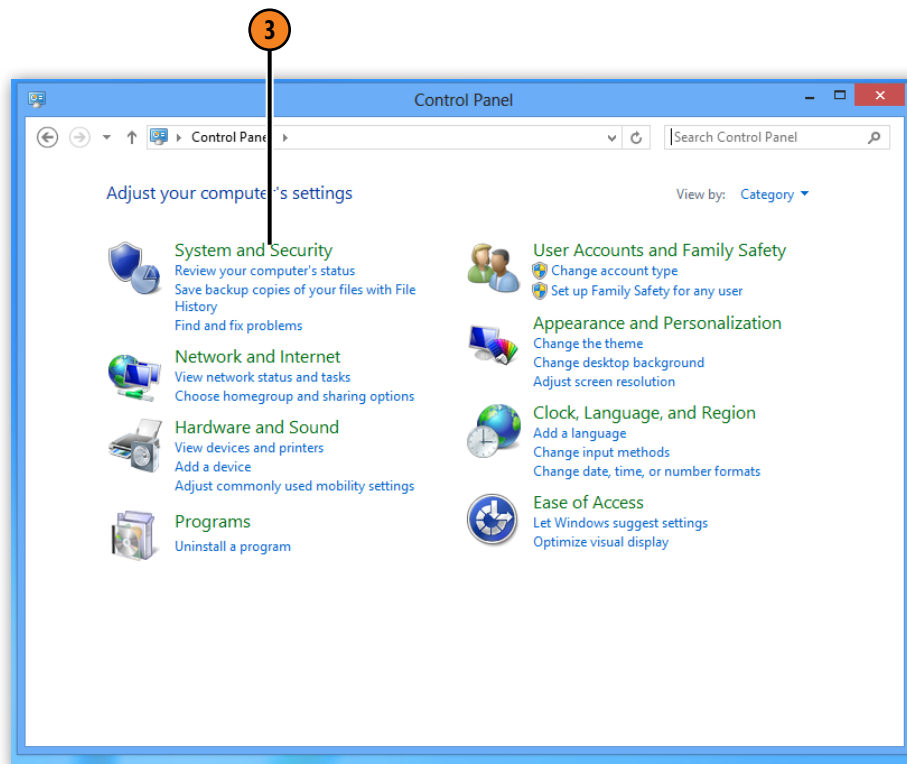 3
Control Panel
Control Panel
Search Control Panel
Adjust your computer's settings
View by: Category
System and Security
Review your computer's status
Save backup copies of your files with File
History
Find and fix problems
Network and Internet
View network status and tasks
Choose homegroup and sharing options
Hardware and Sound
View devices and printers
Add a device
Adjust commonly used mobility settings
Programs
Uninstall a program
User Accounts and Family Safety
Change account type
Set up Family Safety for any user
Appearance and Personalization
Change the theme
Change desktop background
Adjust screen resolution
Clock, Language, and Region
Add a language
Change input methods
Change date, time, or number formats
Ease of Access
Let Windows suggest settings
Optimize visual display